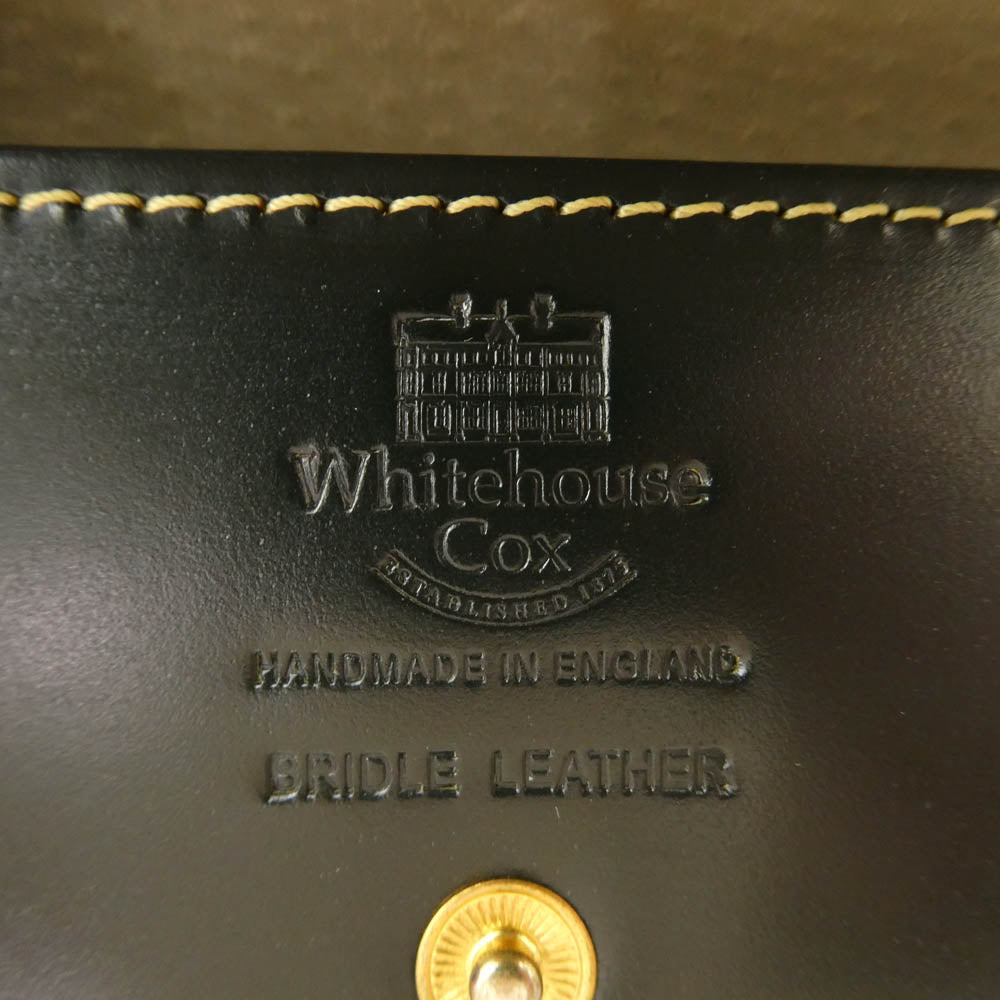 Whitehouse
Cox
ESTABLISHED 1875
HANDMADE IN ENGLAND
BRIDLE LEATHER